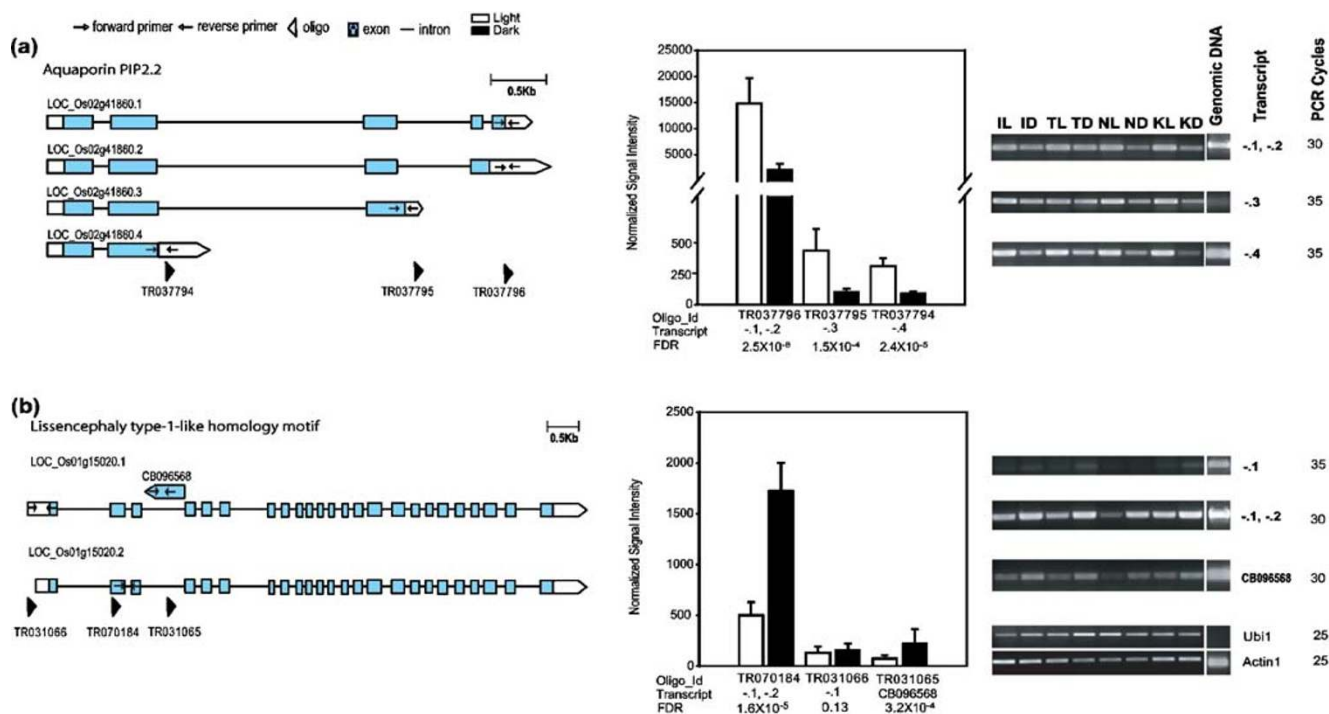 → forward primer ← reverse primer oligo exon — intron Light
Dark
(a)
Aquaporin PIP2.2
0.5Kb
LOC_Os02g41860.1
LOC_Os02g41860.2
LOC_Os02g41860.3
LOC_Os02g41860.4
TR037794 TR037795 TR037796
Normalized Signal Intensity
25000
20000
15000
10000
5000
500
250
0
Oligo_Id TR037796 TR037795 TR037794
Transcript -.1, -.2 -.3 -.4
FDR 2.5X10⁻⁸ 1.5X10⁻⁴ 2.4X10⁻⁵
IL ID TL TD NL ND KL KD Genomic DNA Transcript PCR Cycles
-.1, -.2 30
-.3 35
-.4 35
(b)
Lissencephaly type-1-like homology motif
0.5Kb
LOC_Os01g15020.1
CB096568
LOC_Os01g15020.2
TR031066 TR070184 TR031065
Normalized Signal Intensity
2500
2000
1500
1000
500
0
Oligo_Id TR070184 TR031066 TR031065
Transcript -.1, -.2 -.1 CB096568
FDR 1.6X10⁻⁵ 0.13 3.2X10⁻⁴
-.1 35
-.1, -.2 30
CB096568 30
Ubi1 25
Actin1 25